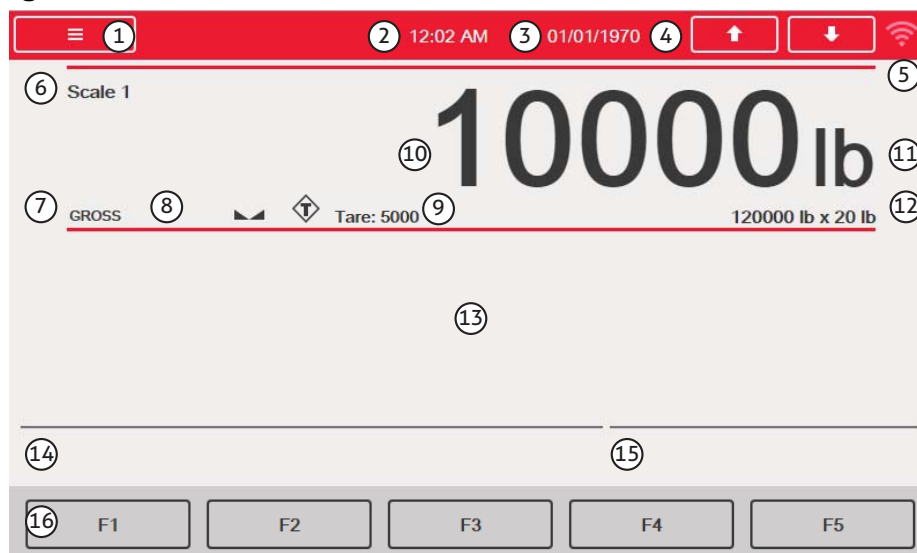 1 2 12:02 AM 3 01/01/1970 4
5
6 Scale 1
10 10000 lb 11
7 GROSS 8 T Tare: 5000 9 120000 lb x 20 lb 12
13
14 15
16 F1 F2 F3 F4 F5